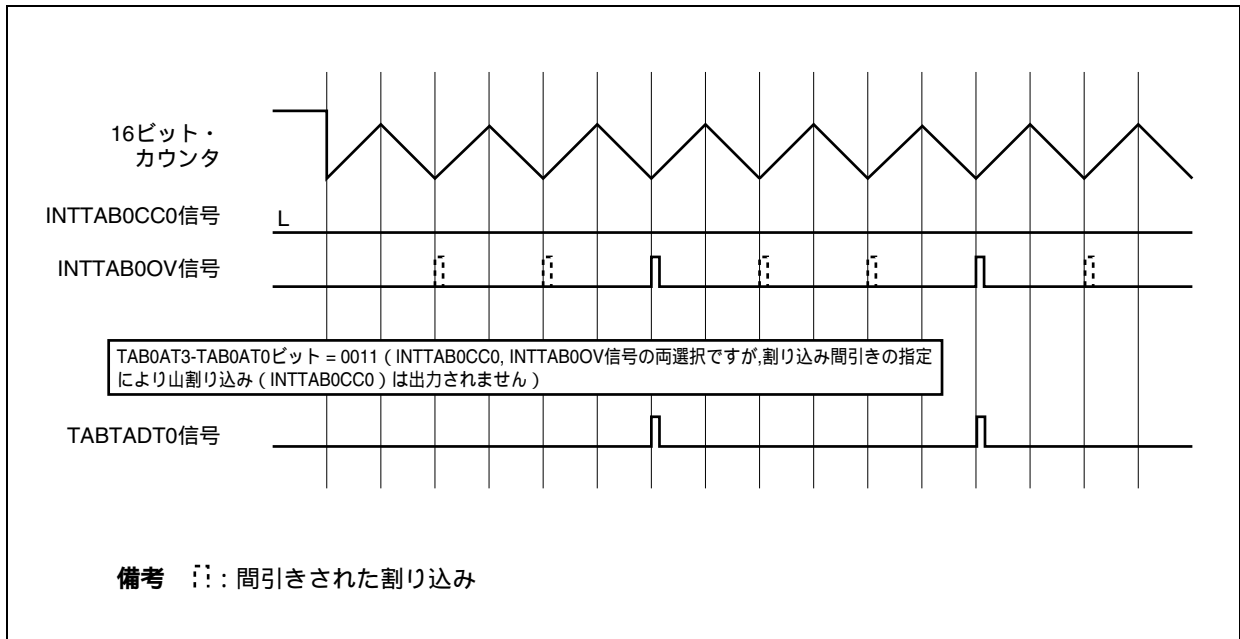 16ビット・
カウンタ
INTTAB0CC0信号
L
INTTAB0OV信号
TAB0AT3-TAB0AT0ビット = 0011 ( INTTAB0CC0, INTTAB0OV信号の両選択ですが,割り込み間引きの指定
により山割り込み ( INTTAB0CC0 ) は出力されません )
TABTADT0信号
備考 : 間引きされた割り込み